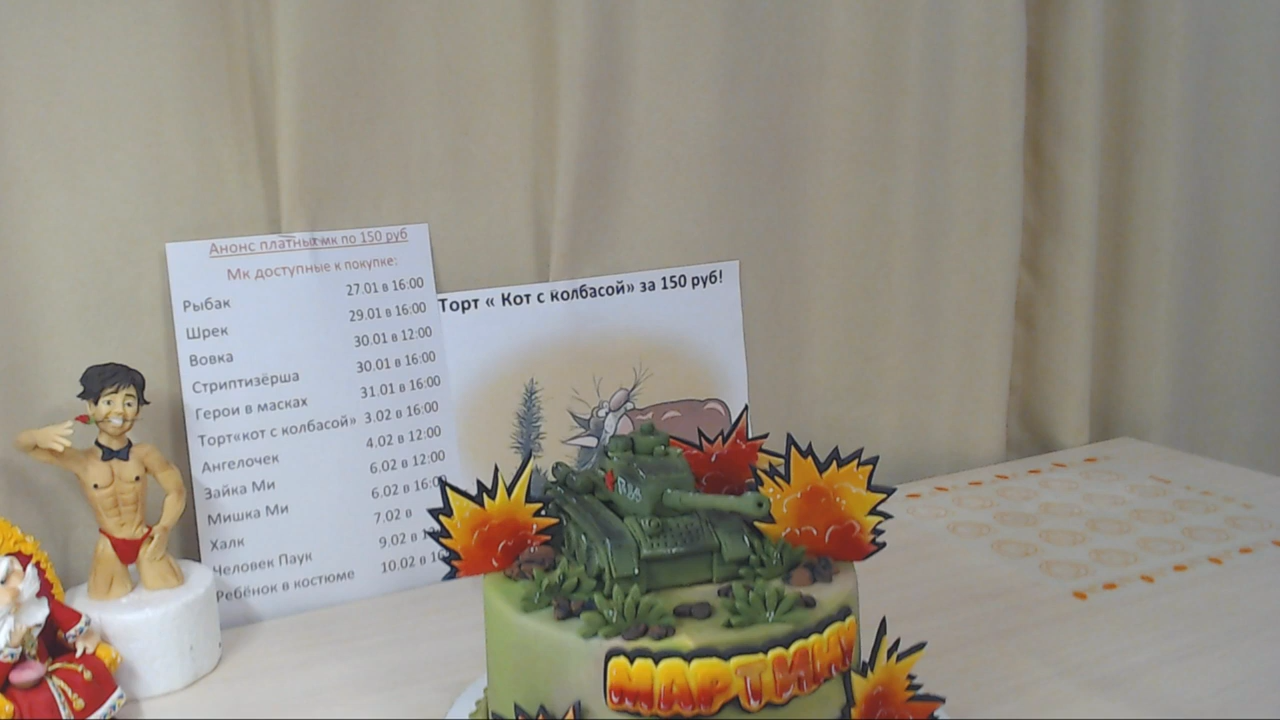 Анонс платных мк по 150 руб
Мк доступные к покупке:
Рыбак 27.01 в 16:00
Шрек 29.01 в 16:00
Вовка 30.01 в 12:00
Стриптизёрша 30.01 в 16:00
Герои в масках 31.01 в 16:00
Торт«кот с колбасой» 3.02 в 16:00
Ангелочек 4.02 в 12:00
Зайка Ми 6.02 в 12:00
Мишка Ми 6.02 в 16:00
Халк 7.02 в
Человек Паук 9.02 в
Ребёнок в костюме 10.02 в
Торт « Кот с колбасой» за 150 руб!
МАРТИНУ